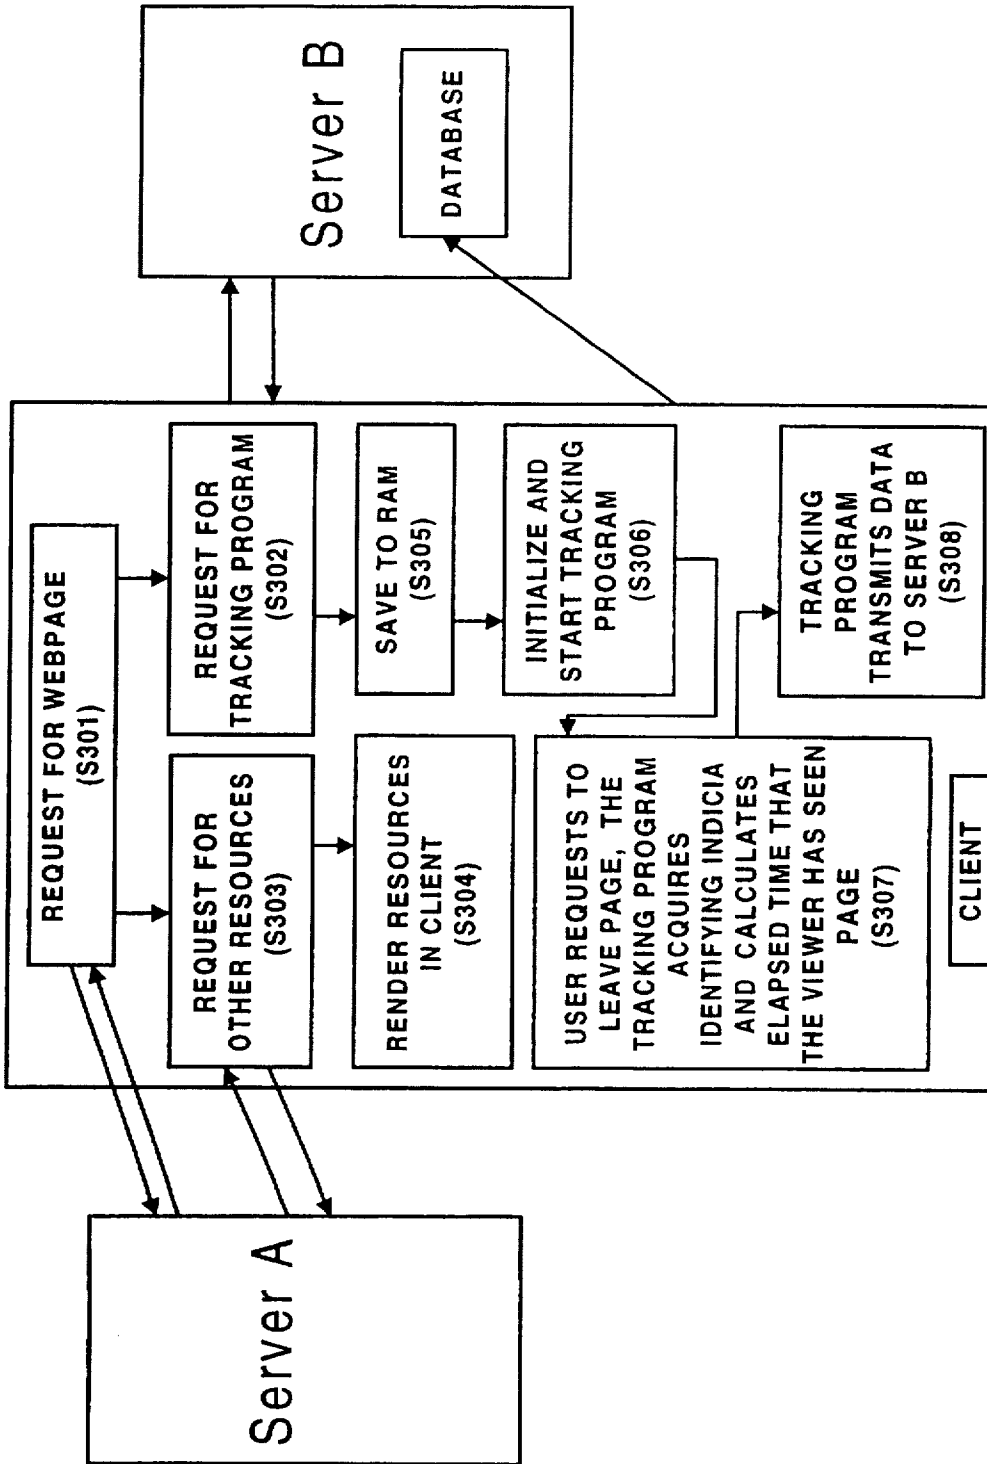 Server A
REQUEST FOR WEBPAGE
(S301)
REQUEST FOR
OTHER RESOURCES
(S303)
REQUEST FOR
TRACKING PROGRAM
(S302)
RENDER RESOURCES
IN CLIENT
(S304)
SAVE TO RAM
(S305)
INITIALIZE AND
START TRACKING
PROGRAM
(S306)
USER REQUESTS TO
LEAVE PAGE, THE
TRACKING PROGRAM
ACQUIRES
IDENTIFYING INDICIA
AND CALCULATES
ELAPSED TIME THAT
THE VIEWER HAS SEEN
PAGE
(S307)
TRACKING
PROGRAM
TRANSMITS DATA
TO SERVER B
(S308)
CLIENT
Server B
DATABASE